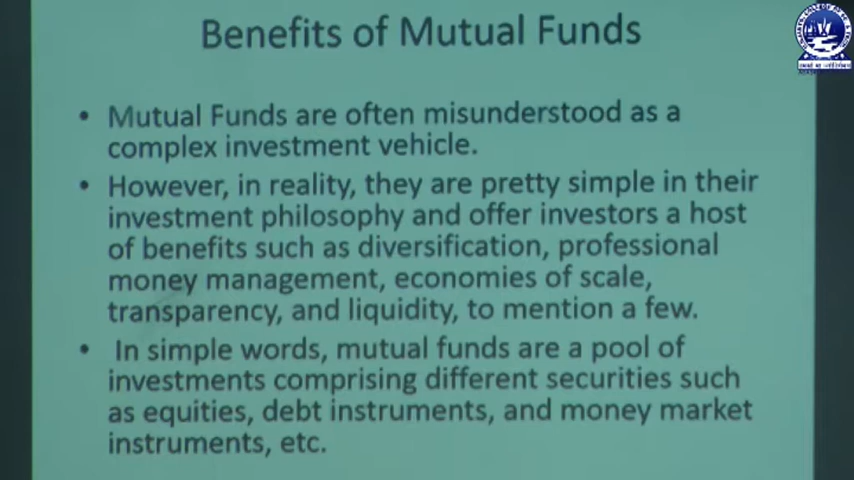 Benefits of Mutual Funds
• Mutual Funds are often misunderstood as a
complex investment vehicle.
• However, in reality, they are pretty simple in their
investment philosophy and offer investors a host
of benefits such as diversification, professional
money management, economies of scale,
transparency, and liquidity, to mention a few.
• In simple words, mutual funds are a pool of
investments comprising different securities such
as equities, debt instruments, and money market
instruments, etc.